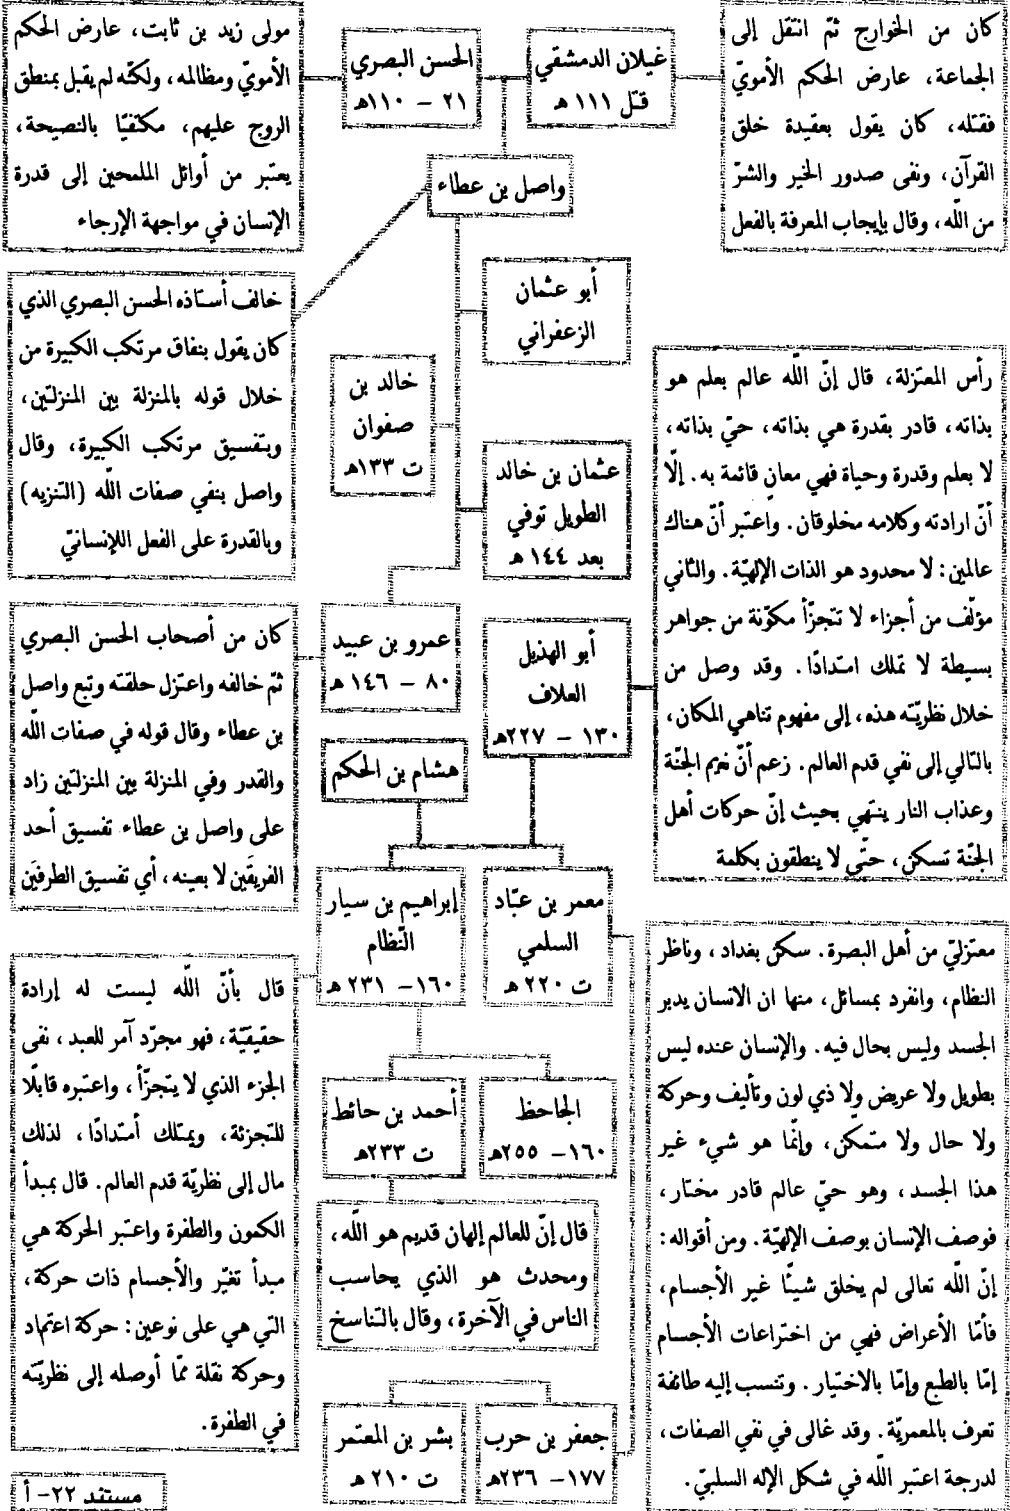 كان من الخوارج ثمّ انتقل إلى
الجماعة، عارض الحكم الأمويّ
فقتله، كان يقول بعقيدة خلق
القرآن، ونفى صدور الخير والشرّ
من اللّه، وقال بإيجاب المعرفة بالفعل
غيلان الدمشقي
قتل ١١١ هـ
الحسن البصري
٢١ - ١١٠هـ
مولى زيد بن ثابت، عارض الحكم
الأمويّ ومظالمه، ولكنّه لم يقبل بمنطق
الروج عليهم، مكتفيًا بالنصيحة،
يعتبر من أوائل الملمحين إلى قدرة
الإنسان في مواجهة الإرجاء
واصل بن عطاء
خالف أستاذه الحسن البصري الذي
كان يقول بنفاق مرتكب الكبيرة من
خلال قوله بالمنزلة بين المنزلتين،
وبتفسيق مرتكب الكبيرة، وقال
واصل بنفي صفات اللّه (التنزيه)
وبالقدرة على الفعل اللإنسانيّ
أبو عثمان
الزعفراني
خالد بن
صفوان
ت ١٣٣هـ
عثمان بن خالد
الطويل توفي
بعد ١٤٤ هـ
رأس المعتزلة، قال إنّ اللّه عالم بعلم هو
بذاته، قادر بقدرة هي بذاته، حيّ بذاته،
لا بعلم وقدرة وحياة فهي معانٍ قائمة به. إلّا
أنّ ارادته وكلامه مخلوقان. واعتبر أنّ هناك
عالمين: لا محدود هو الذات الإلهيّة. والثاني
مؤلّف من أجزاء لا تتجزّأ مكوّنة من جواهر
بسيطة لا تملك امتدادًا. وقد وصل من
خلال نظريّته هذه، إلى مفهوم تناهي المكان،
بالتالي إلى نفي قدم العالم. زعم أنّ نعيم الجنّة
وعذاب النار ينتهي بحيث إنّ حركات أهل
الجنّة تسكن، حتّى لا ينطقون بكلمة
عمرو بن عبيد
٨٠ - ١٤٦ هـ
أبو الهذيل
العلاف
١٣٠ - ٢٢٧هـ
كان من أصحاب الحسن البصري
ثمّ خالفه واعتزل حلقته وتبع واصل
بن عطاء وقال قوله في صفات اللّه
والقدر وفي المنزلة بين المنزلتين زاد
على واصل بن عطاء تفسيق أحد
الفريقَين لا بعينه، أي تفسيق الطرفَين
هشام بن الحكم
إبراهيم بن سيار
النّظام
١٦٠- ٢٣١ هـ
معمر بن عبّاد
السلمي
ت ٢٢٠ هـ
معتزليّ من أهل البصرة. سكن بغداد، وناظر
النظام، وانفرد بمسائل، منها ان الانسان يدبر
الجسد وليس بحال فيه. والإنسان عنده ليس
بطويل ولا عريض ولا ذي لون وتأليف وحركة
ولا حال ولا متمكّن، وإنّما هو شيء غير
هذا الجسد، وهو حيّ عالم قادر مختار،
فوصف الإنسان بوصف الإلهيّة. ومن أقواله:
إنّ اللّه تعالى لم يخلق شيئًا غير الأجسام،
فأمّا الأعراض فهي من اختراعات الأجسام
إمّا بالطبع وإمّا بالاختيار. وتنسب إليه طائفة
تعرف بالمعمريّة. وقد غالى في نفي الصفات،
لدرجة اعتبر اللّه في شكل الإله السلبيّ.
قال بأنّ اللّه ليست له إرادة
حقيقيّة، فهو مجرّد آمر للعبد، نفى
الجزء الذي لا يتجزّأ، واعتبره قابلًا
للتجزئة، ويمتلك أمتدادًا، لذلك
مال إلى نظريّة قدم العالم. قال بمبدأ
الكمون والطفرة واعتبر الحركة هي
مبدأ تغيّر والأجسام ذات حركة،
التي هي على نوعين: حركة اعتماد
وحركة نقلة ممّا أوصله إلى نظريّته
في الطفرة.
أحمد بن حائط
ت ٢٣٣هـ
الجاحظ
١٦٠- ٢٥٥هـ
قال إنّ للعالم إلهان قديم هو اللّه،
ومحدث هو الذي يحاسب
الناس في الآخرة، وقال بالتناسخ
بشر بن المعتمر
ت ٢١٠ هـ
جعفر بن حرب
١٧٧- ٢٣٦هـ
مستند ٢٢- أ